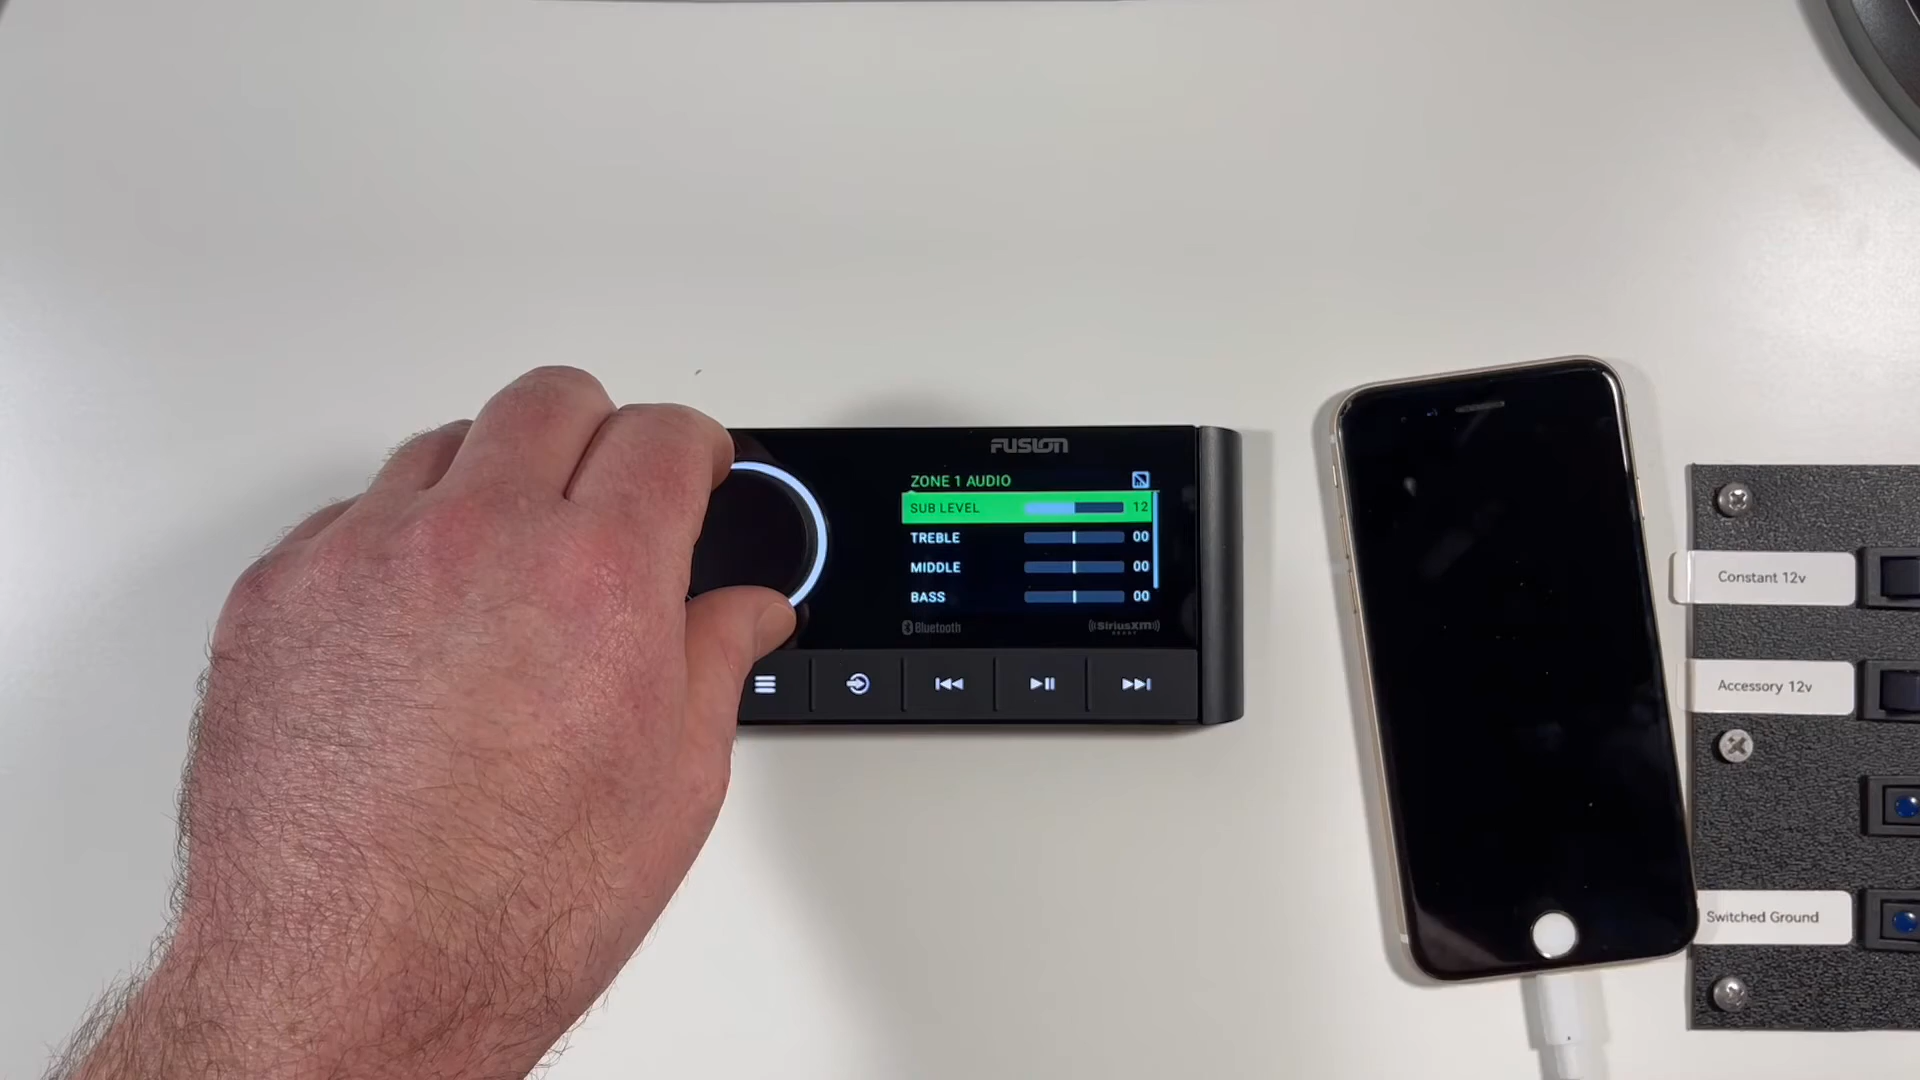 FUSION
ZONE 1 AUDIO
SUB LEVEL 12
TREBLE 00
MIDDLE 00
BASS 00
Bluetooth
SiriusXM
READY
Constant 12v
Accessory 12v
Switched Ground